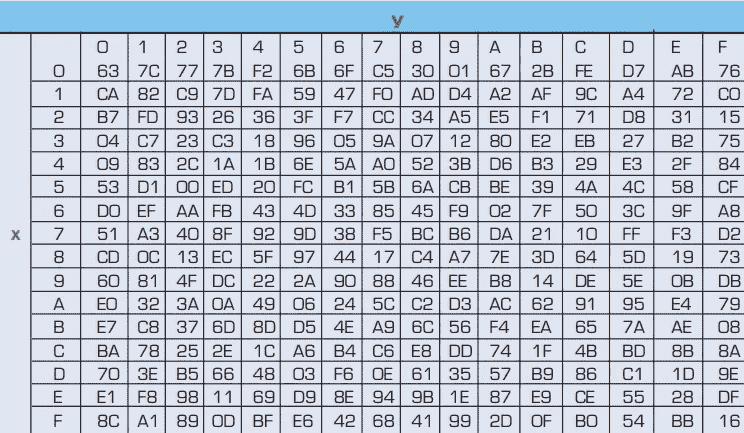 y
0 1 2 3 4 5 6 7 8 9 A B C D E F
0 63 7C 77 7B F2 6B 6F C5 30 01 67 2B FE D7 AB 76
1 CA 82 C9 7D FA 59 47 F0 AD D4 A2 AF 9C A4 72 C0
2 B7 FD 93 26 36 3F F7 CC 34 A5 E5 F1 71 D8 31 15
3 04 C7 23 C3 18 96 05 9A 07 12 80 E2 EB 27 B2 75
4 09 83 2C 1A 1B 6E 5A A0 52 3B D6 B3 29 E3 2F 84
5 53 D1 00 ED 20 FC B1 5B 6A CB BE 39 4A 4C 58 CF
6 D0 EF AA FB 43 4D 33 85 45 F9 02 7F 50 3C 9F A8
x 7 51 A3 40 8F 92 9D 38 F5 BC B6 DA 21 10 FF F3 D2
8 CD 0C 13 EC 5F 97 44 17 C4 A7 7E 3D 64 5D 19 73
9 60 81 4F DC 22 2A 90 88 46 EE B8 14 DE 5E 0B DB
A E0 32 3A 0A 49 06 24 5C C2 D3 AC 62 91 95 E4 79
B E7 C8 37 6D 8D D5 4E A9 6C 56 F4 EA 65 7A AE 08
C BA 78 25 2E 1C A6 B4 C6 E8 DD 74 1F 4B BD 8B 8A
D 70 3E B5 66 48 03 F6 0E 61 35 57 B9 86 C1 1D 9E
E E1 F8 98 11 69 D9 8E 94 9B 1E 87 E9 CE 55 28 DF
F 8C A1 89 0D BF E6 42 68 41 99 2D 0F B0 54 BB 16